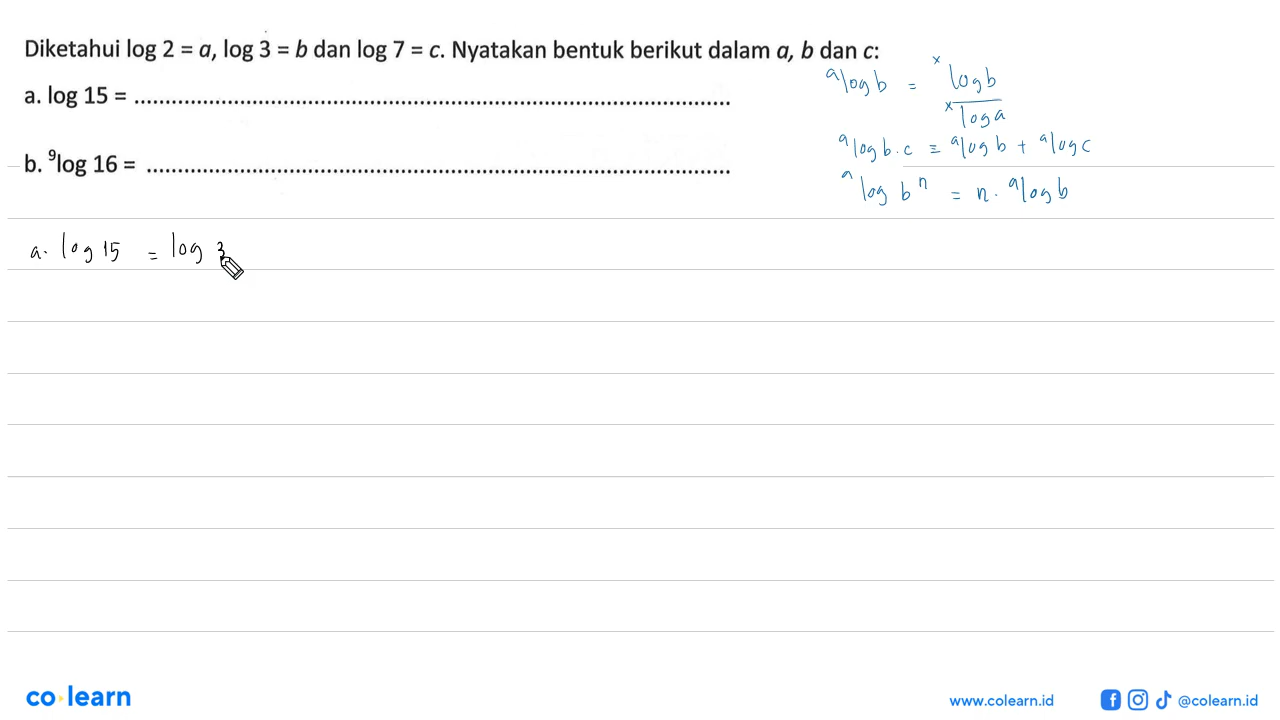 Diketahui log 2 = a, log 3 = b dan log 7 = c. Nyatakan bentuk berikut dalam a, b dan c:
a. log 15 = ................................................................................
b. ⁹log 16 = ................................................................................
ᵃlog b = ˣlog b / ˣlog a
ᵃlog b . c = ᵃlog b + ᵃlog c
ᵃlog bⁿ = n . ᵃlog b
a. log 15 = log 3
co learn
www.colearn.id
@colearn.id